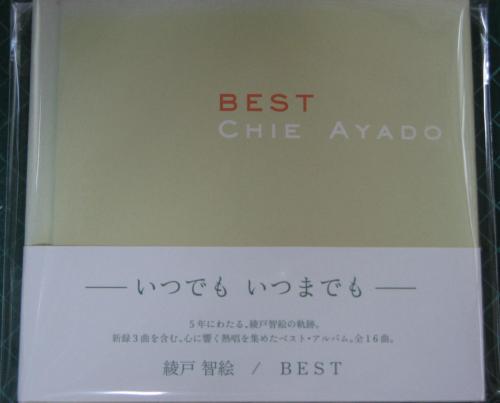 BEST
CHIE AYADO
— いつでも いつまでも —
5年にわたる、綾戸智絵の軌跡。
新録3曲を含む、心に響く熱唱を集めたベスト・アルバム。全16曲。
綾戸 智絵 / BEST